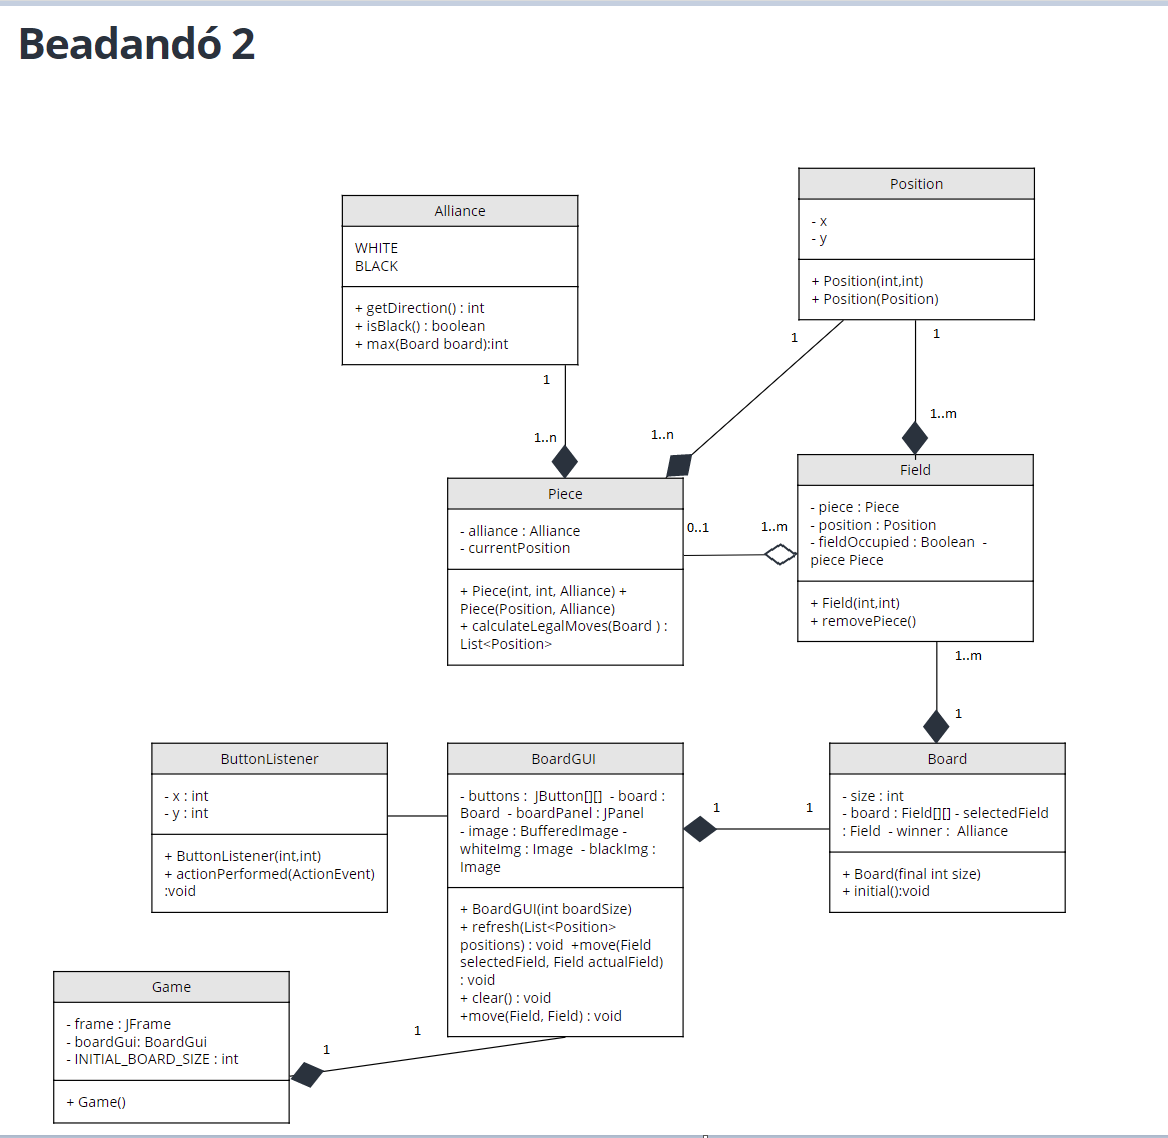 Beadandó 2
Position
- x
- y
+ Position(int,int)
+ Position(Position)
Alliance
WHITE
BLACK
+ getDirection() : int
+ isBlack() : boolean
+ max(Board board):int
1
1
1
1..n
1..n
1..m
Piece
- alliance : Alliance
- currentPosition
+ Piece(int, int, Alliance) +
Piece(Position, Alliance)
+ calculateLegalMoves(Board ) :
List<Position>
0..1
1..m
Field
- piece : Piece
- position : Position
- fieldOccupied : Boolean -
piece Piece
+ Field(int,int)
+ removePiece()
1..m
1
ButtonListener
- x : int
- y : int
+ ButtonListener(int,int)
+ actionPerformed(ActionEvent)
:void
BoardGUI
- buttons : JButton[][] - board :
Board - boardPanel : JPanel
- image : BufferedImage -
whiteImg : Image - blackImg :
Image
+ BoardGUI(int boardSize)
+ refresh(List<Position>
positions) : void +move(Field
selectedField, Field actualField)
: void
+ clear() : void
+move(Field, Field) : void
1
1
Board
- size : int
- board : Field[][] - selectedField
: Field - winner : Alliance
+ Board(final int size)
+ initial():void
Game
- frame : JFrame
- boardGui: BoardGui
- INITIAL_BOARD_SIZE : int
+ Game()
1
1